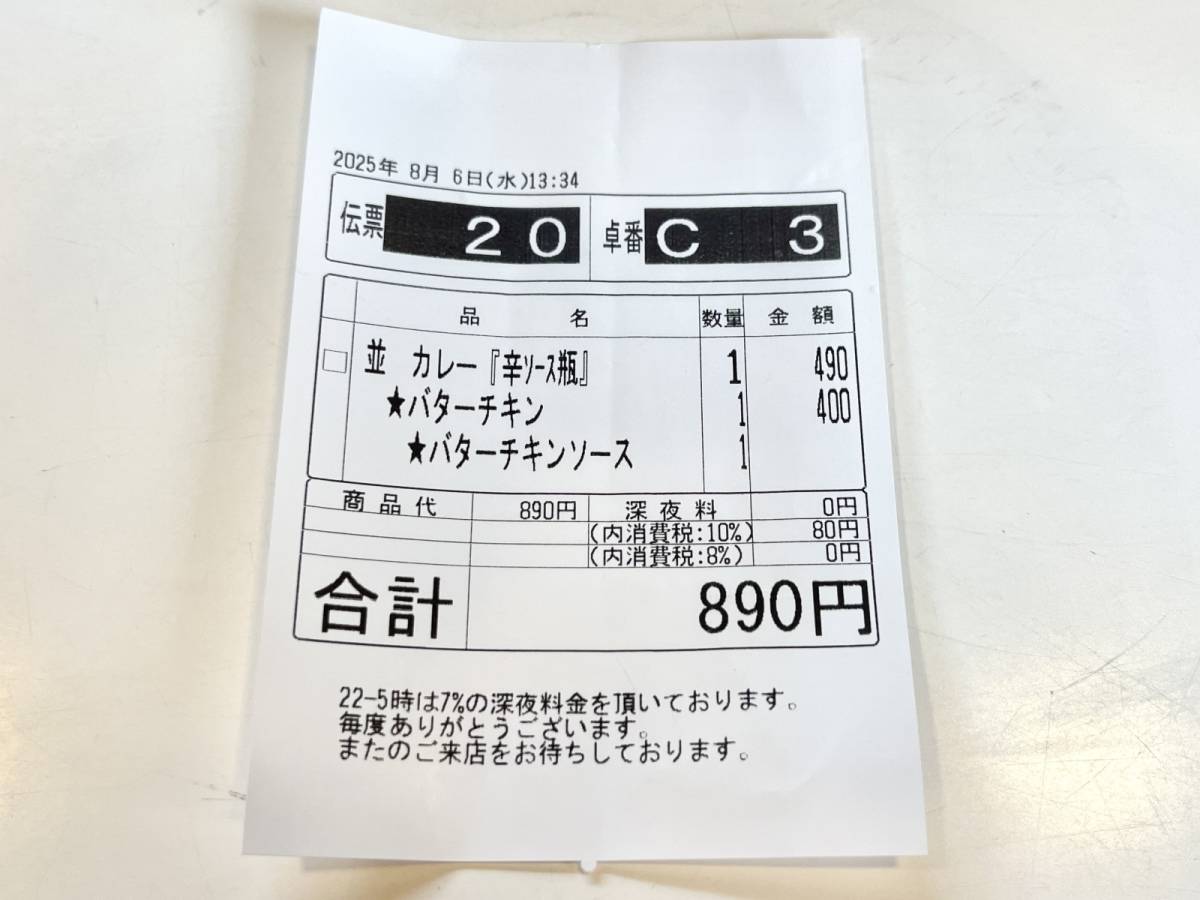 2025年 8月 6日(水)13:34
伝票 20 卓番 C 3
品 名 数量 金 額
並 カレー『辛ソース瓶』 1 490
★バターチキン 1 400
★バターチキンソース 1
商品代 890円 深夜料 0円
(内消費税:10%) 80円
(内消費税:8%) 0円
合計 890円
22-5時は7%の深夜料金を頂いております。
毎度ありがとうございます。
またのご来店をお待ちしております。